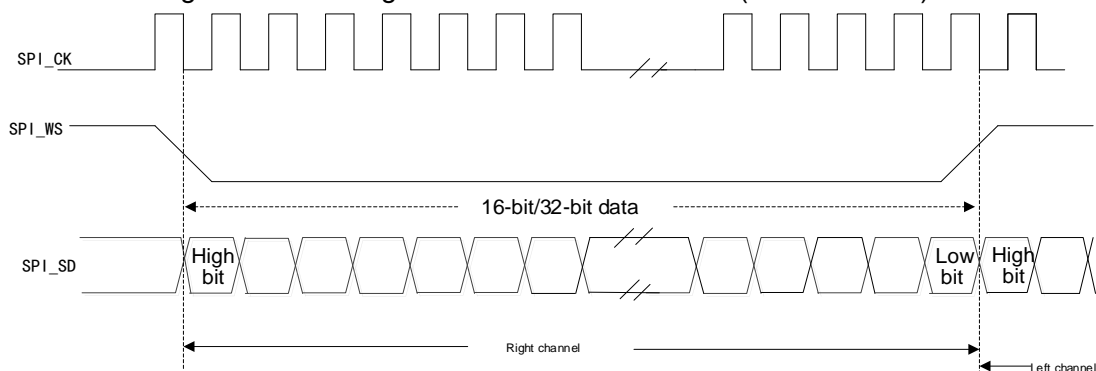 SPI_CK
SPI_WS
16-bit/32-bit data
SPI_SD
High bit
Low bit
High bit
Right channel
Left channel